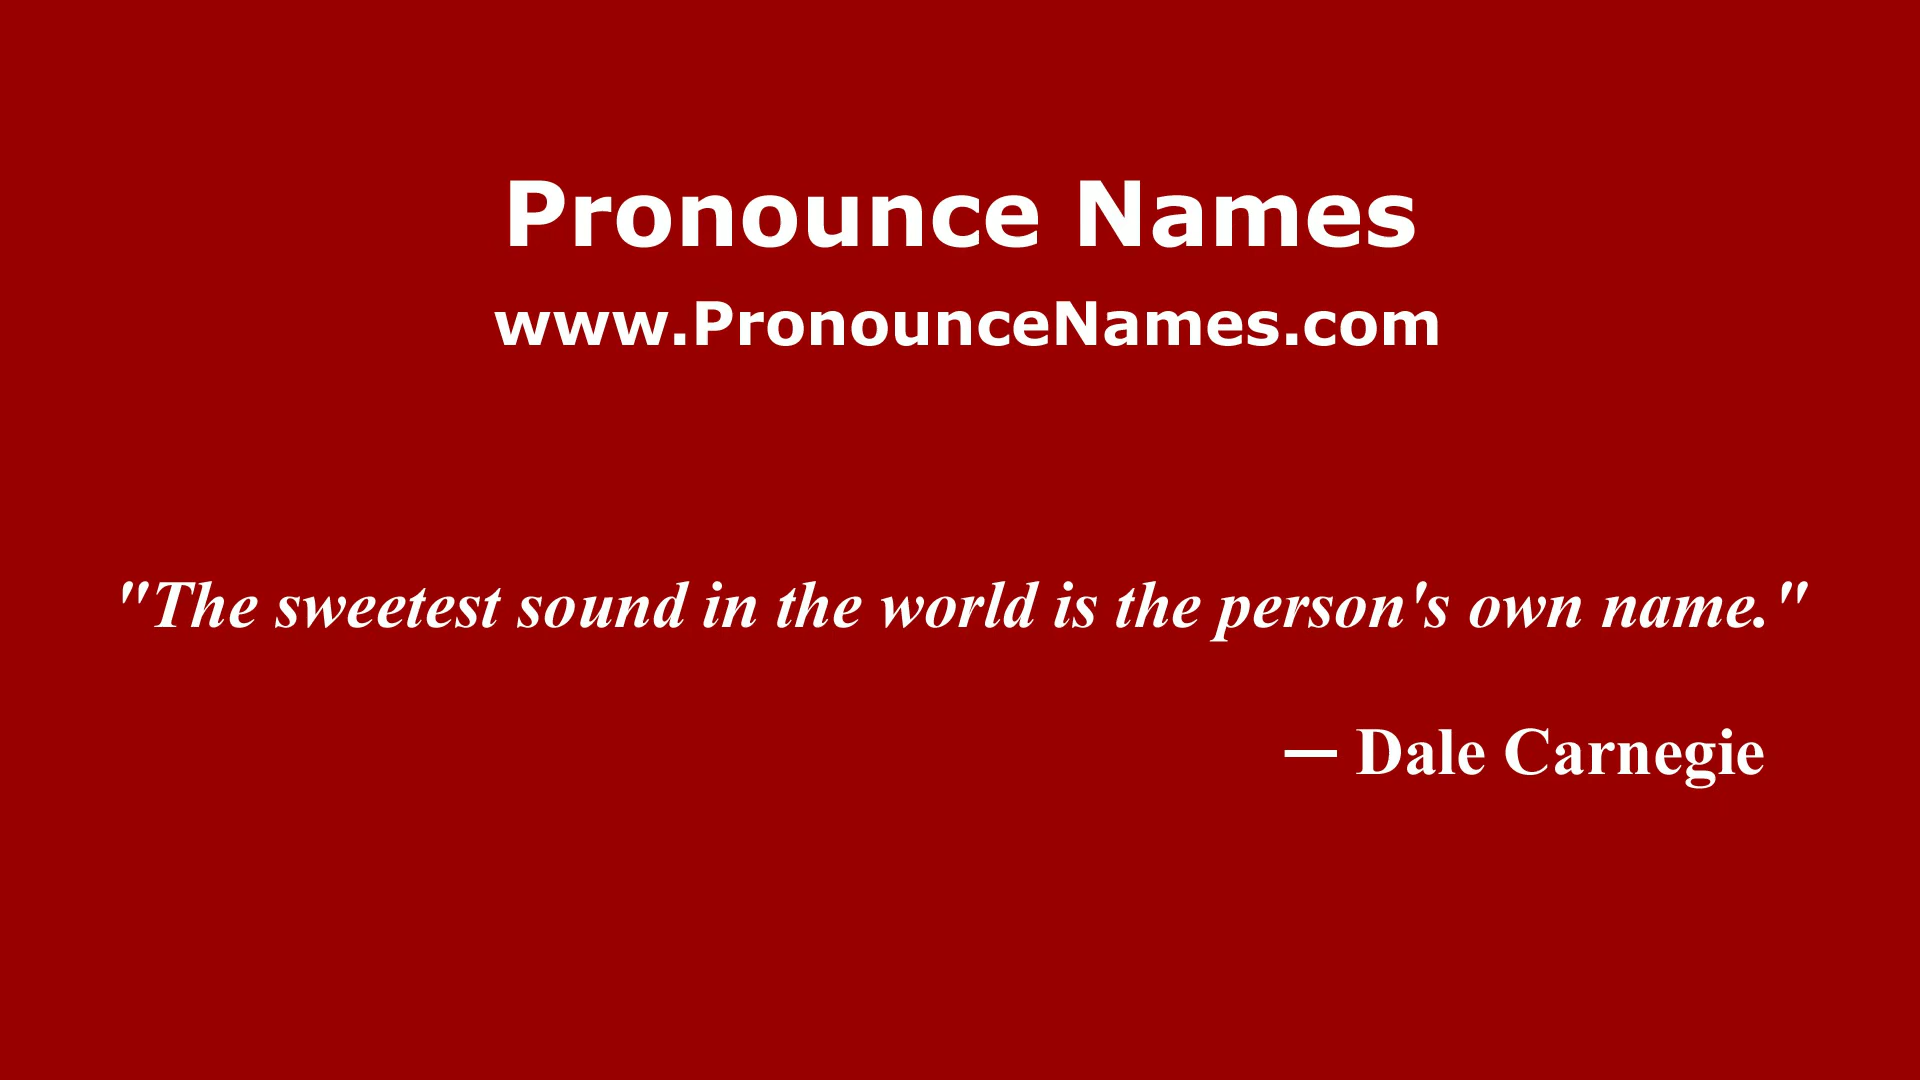 Pronounce Names
www.PronounceNames.com
"The sweetest sound in the world is the person's own name."
— Dale Carnegie